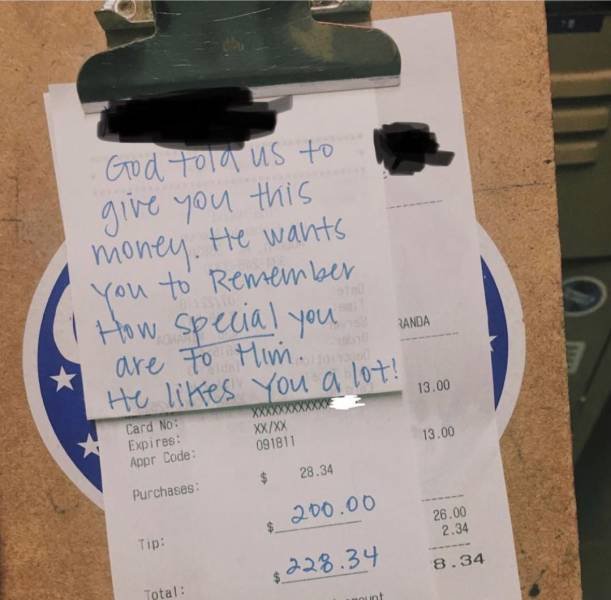 God told us to
give you this
money. He wants
you to Remember
How special you
are to Him.
He likes you a lot!
RANDA
13.00
Card No: XXXXXXXXXXXX
Expires: XX/XX
Appr Code: 091811
13.00
Purchases: $ 28.34
Tip: $ 200.00
26.00
2.34
Total: $ 228.34
8.34